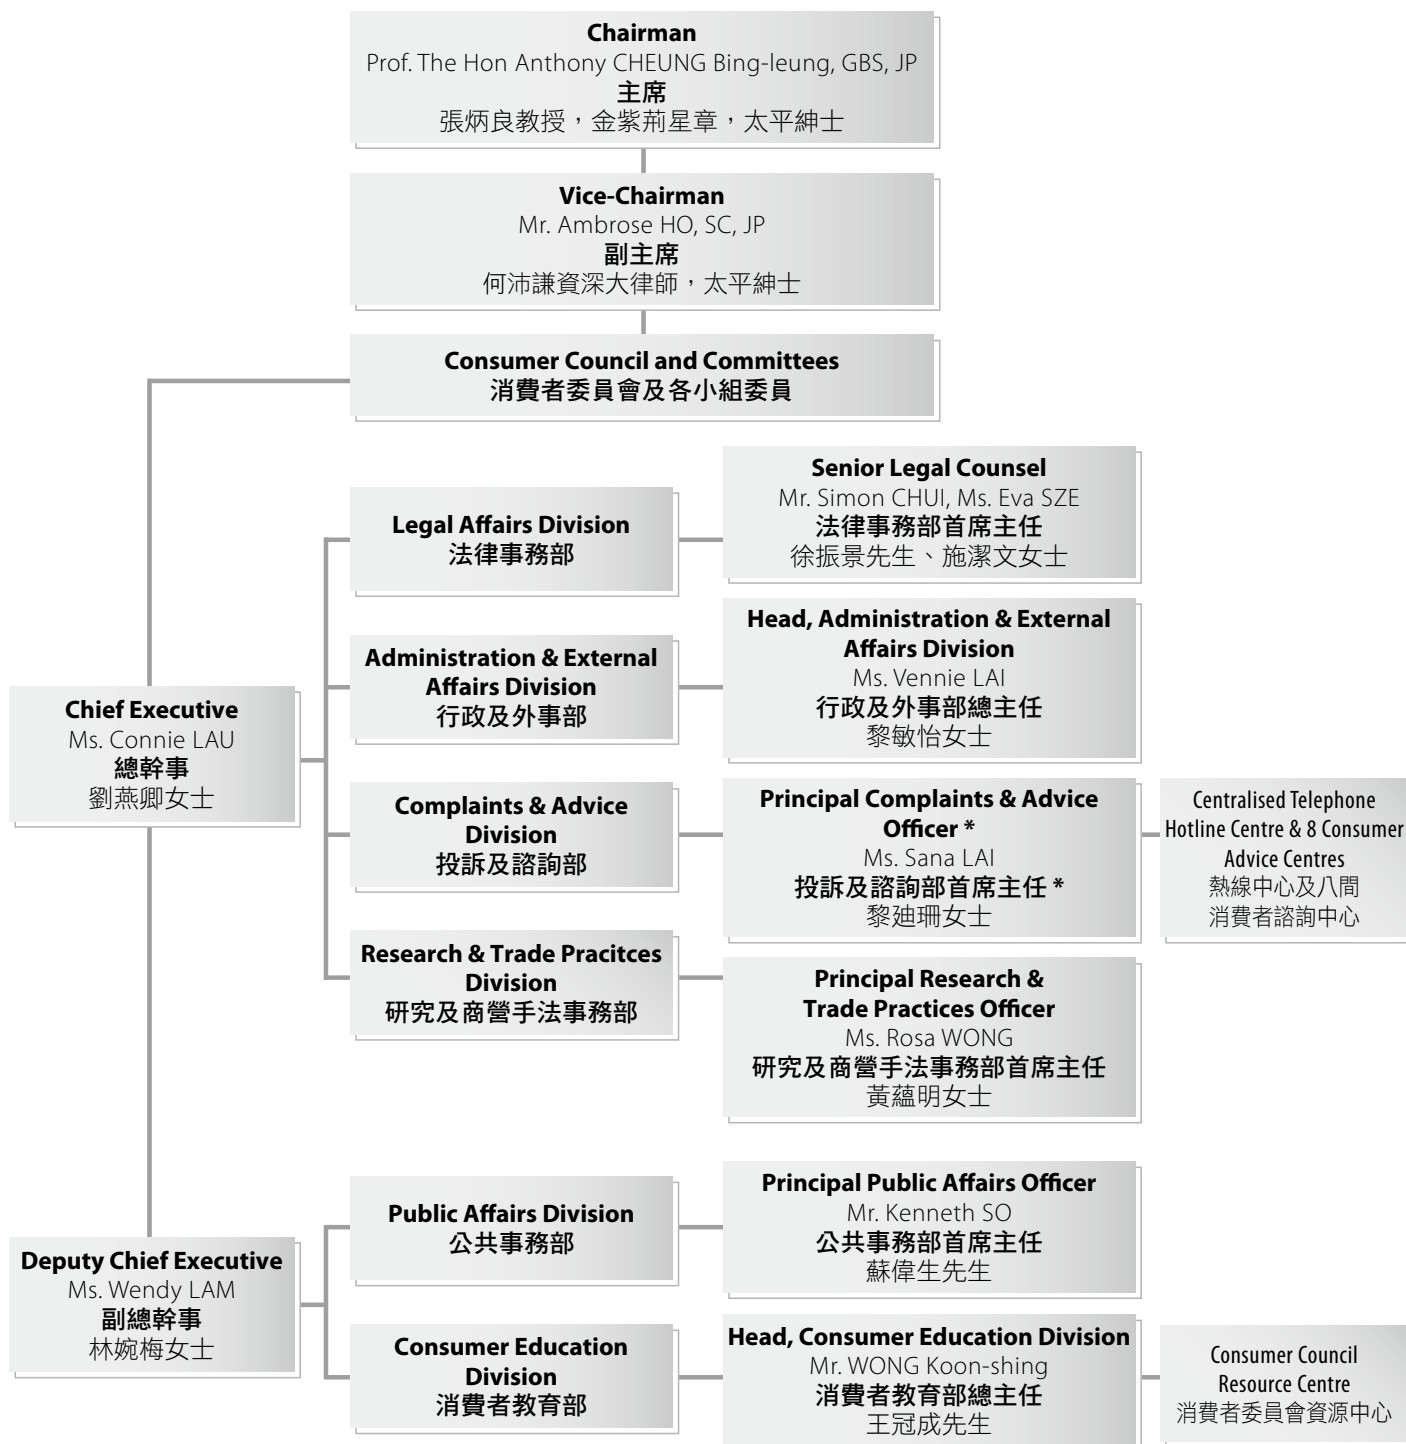 Chairman
Prof. The Hon Anthony CHEUNG Bing-leung, GBS, JP
主席
張炳良教授，金紫荊星章，太平紳士
Vice-Chairman
Mr. Ambrose HO, SC, JP
副主席
何沛謙資深大律師，太平紳士
Consumer Council and Committees
消費者委員會及各小組委員
Chief Executive
Ms. Connie LAU
總幹事
劉燕卿女士
Legal Affairs Division
法律事務部
Senior Legal Counsel
Mr. Simon CHUI, Ms. Eva SZE
法律事務部首席主任
徐振景先生、施潔文女士
Administration & External
Affairs Division
行政及外事部
Head, Administration & External
Affairs Division
Ms. Vennie LAI
行政及外事部總主任
黎敏怡女士
Complaints & Advice
Division
投訴及諮詢部
Principal Complaints & Advice
Officer *
Ms. Sana LAI
投訴及諮詢部首席主任 *
黎廸珊女士
Centralised Telephone
Hotline Centre & 8 Consumer
Advice Centres
熱線中心及八間
消費者諮詢中心
Research & Trade Pracitces
Division
研究及商營手法事務部
Principal Research &
Trade Practices Officer
Ms. Rosa WONG
研究及商營手法事務部首席主任
黃蘊明女士
Deputy Chief Executive
Ms. Wendy LAM
副總幹事
林婉梅女士
Public Affairs Division
公共事務部
Principal Public Affairs Officer
Mr. Kenneth SO
公共事務部首席主任
蘇偉生先生
Consumer Education
Division
消費者教育部
Head, Consumer Education Division
Mr. WONG Koon-shing
消費者教育部總主任
王冠成先生
Consumer Council
Resource Centre
消費者委員會資源中心